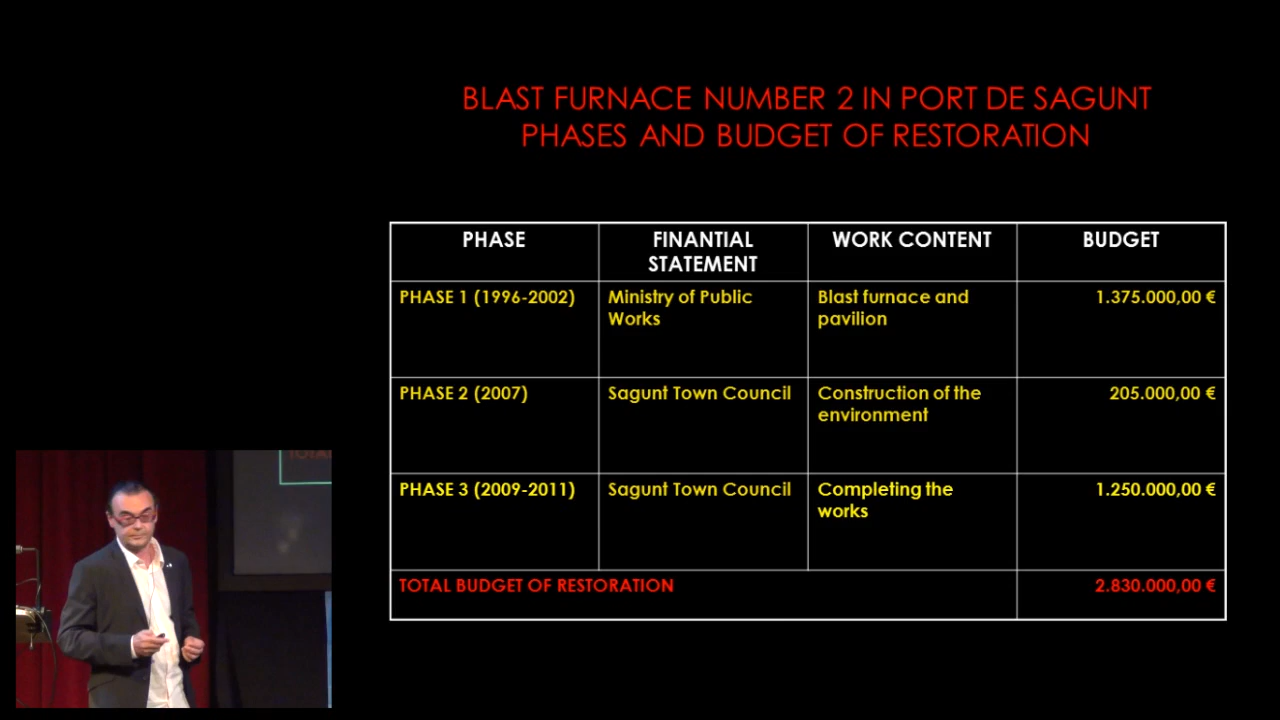 BLAST FURNACE NUMBER 2 IN PORT DE SAGUNT
PHASES AND BUDGET OF RESTORATION
PHASE
FINANTIAL
STATEMENT
WORK CONTENT
BUDGET
PHASE 1 (1996-2002)
Ministry of Public
Works
Blast furnace and
pavilion
1.375.000,00 €
PHASE 2 (2007)
Sagunt Town Council
Construction of the
environment
205.000,00 €
PHASE 3 (2009-2011)
Sagunt Town Council
Completing the
works
1.250.000,00 €
TOTAL BUDGET OF RESTORATION
2.830.000,00 €